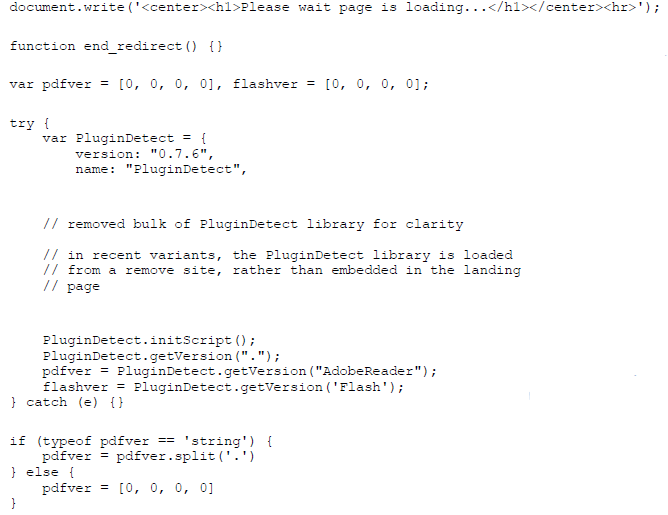 document.write('<center><h1>Please wait page is loading...</h1></center><hr>');
function end_redirect() {}
var pdfver = [0, 0, 0, 0], flashver = [0, 0, 0, 0];
try {
    var PluginDetect = {
        version: "0.7.6",
        name: "PluginDetect",
    // removed bulk of PluginDetect library for clarity
    // in recent variants, the PluginDetect library is loaded
    // from a remove site, rather than embedded in the landing
    // page
    PluginDetect.initScript();
    PluginDetect.getVersion(".");
    pdfver = PluginDetect.getVersion("AdobeReader");
    flashver = PluginDetect.getVersion('Flash');
} catch (e) {}
if (typeof pdfver == 'string') {
    pdfver = pdfver.split('.')
} else {
    pdfver = [0, 0, 0, 0]
}